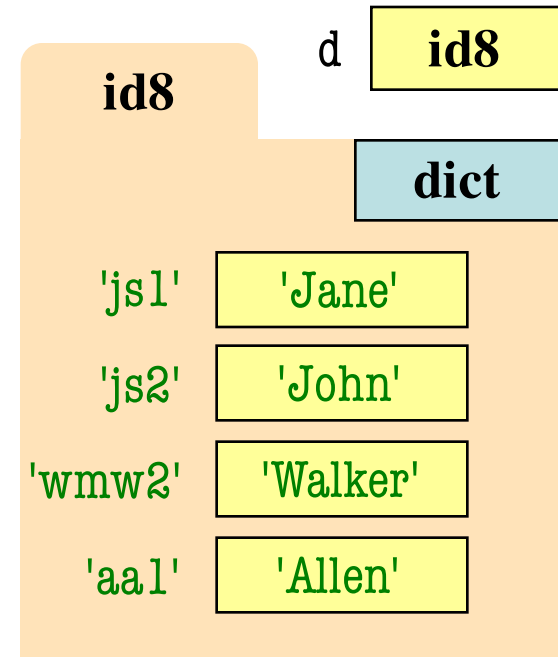 d id8
id8
dict
'js1' 'Jane'
'js2' 'John'
'wmw2' 'Walker'
'aa1' 'Allen'